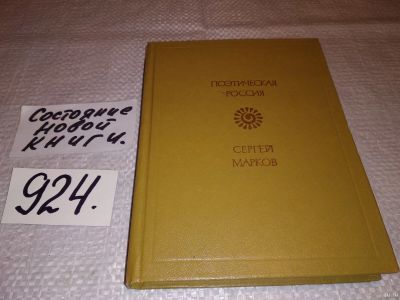 Состояние
новой
книги.
924.
ПОЭТИЧЕСКАЯ
РОССИЯ
СЕРГЕЙ
МАРКОВ